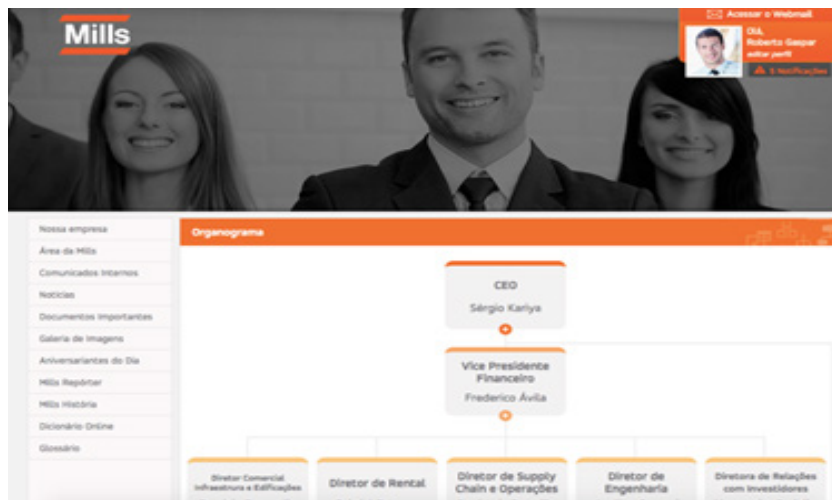 Mills
Acessar o Webmail
Olá,
Roberto Gaspar
editar perfil
5 Notificações
Nossa empresa
Área da Mills
Comunicados Internos
Notícias
Documentos Importantes
Galeria de Imagens
Aniversariantes do Dia
Mills Repórter
Mills História
Dicionário Online
Glossário
Organograma
CEO
Sérgio Kariya
Vice Presidente
Financeiro
Frederico Ávila
Diretor Comercial
Infraestrura e Edificações
Diretor de Rental
Diretor de Supply
Chain e Operações
Diretor de
Engenharia
Diretora de Relações
com Investidores